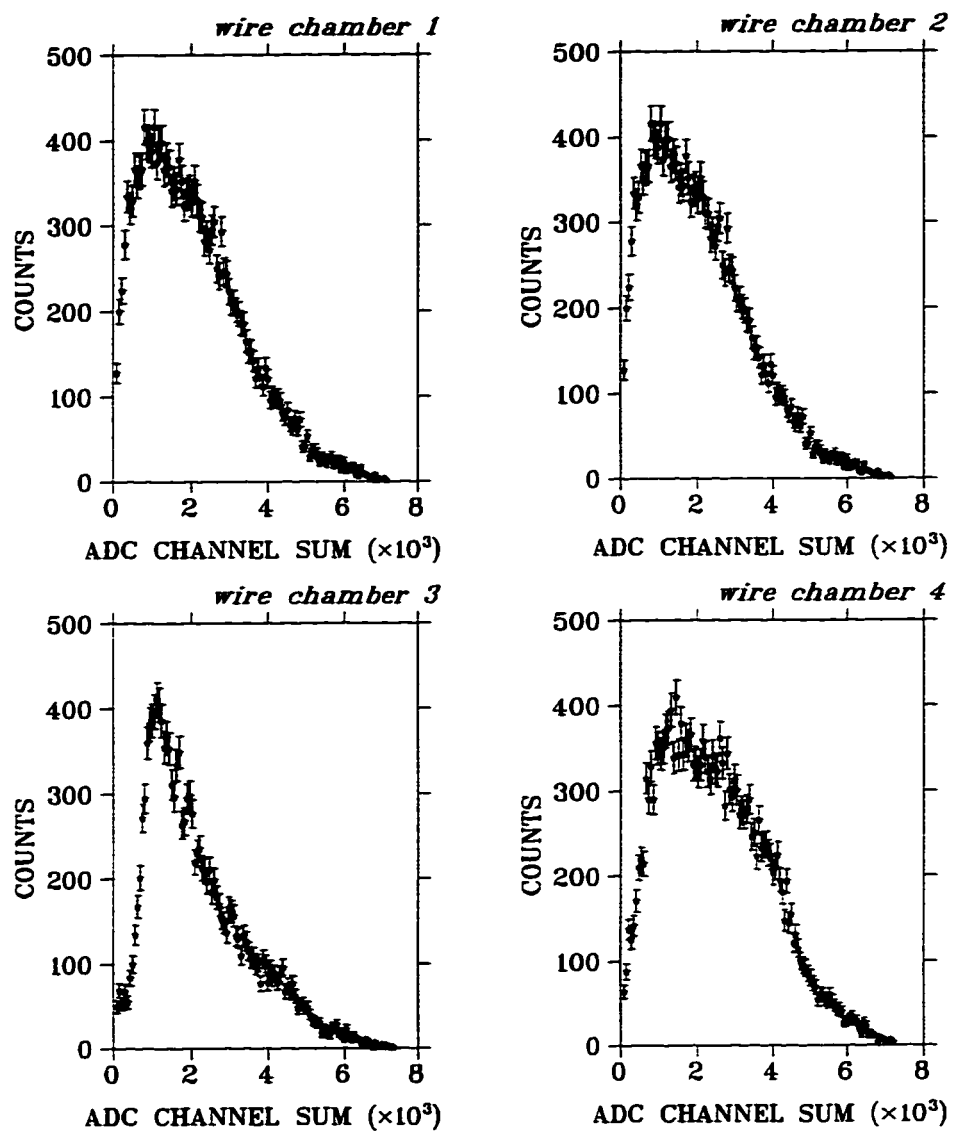 wire chamber 1
500
400
300
200
100
0
COUNTS
0 2 4 6 8
ADC CHANNEL SUM (×10³)
wire chamber 2
500
400
300
200
100
0
COUNTS
0 2 4 6 8
ADC CHANNEL SUM (×10³)
wire chamber 3
500
400
300
200
100
0
COUNTS
0 2 4 6 8
ADC CHANNEL SUM (×10³)
wire chamber 4
500
400
300
200
100
0
COUNTS
0 2 4 6 8
ADC CHANNEL SUM (×10³)